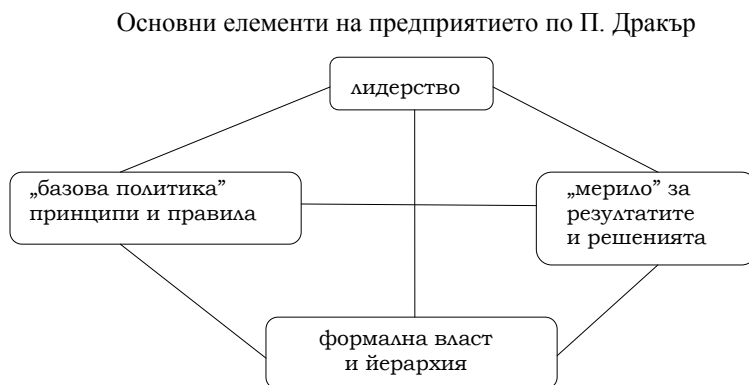 Основни елементи на предприятието по П. Дракър
лидерство
„базова политика”
принципи и правила
„мерило” за
резултатите
и решенията
формална власт
и йерархия